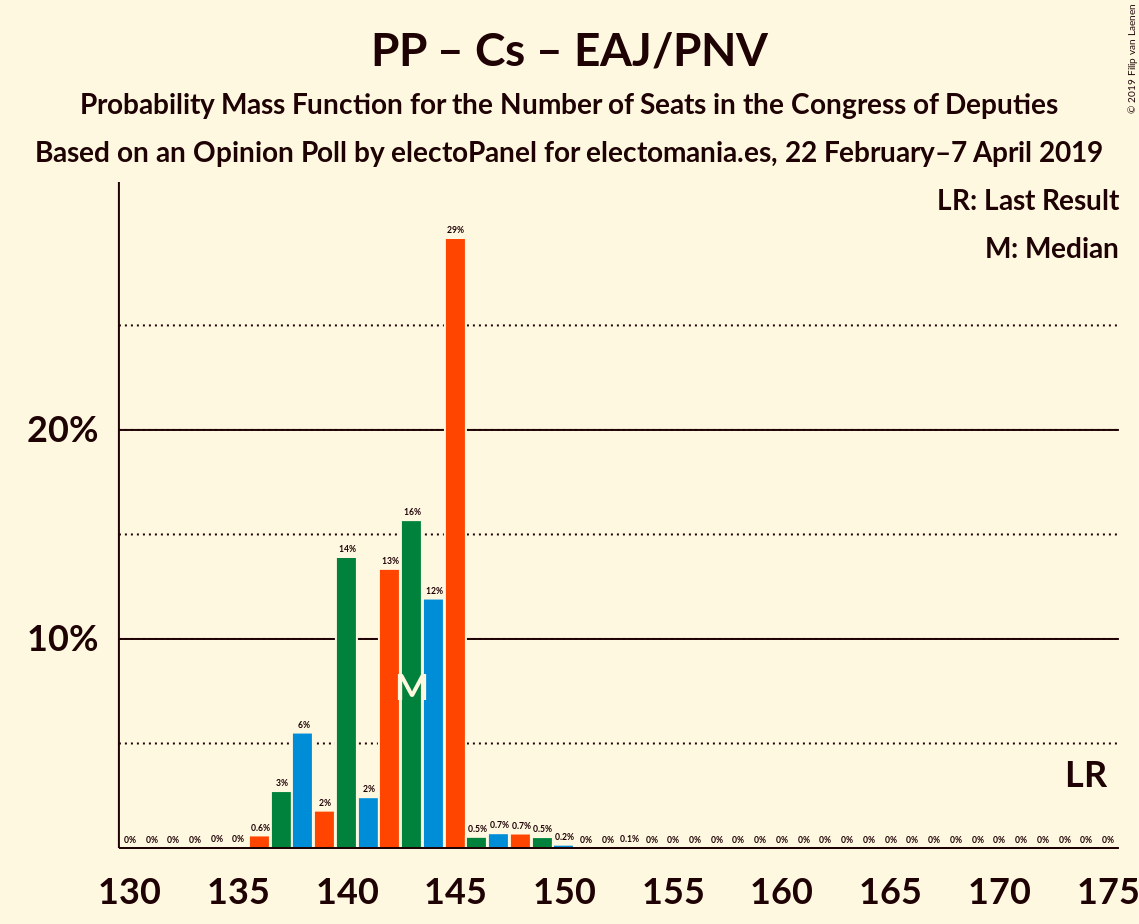 PP – Cs – EAJ/PNV
Probability Mass Function for the Number of Seats in the Congress of Deputies
Based on an Opinion Poll by electoPanel for electomania.es, 22 February–7 April 2019
© 2019 Filip van Laenen
LR: Last Result
M: Median
20%
10%
0% 0% 0% 0% 0% 0% 0.6% 3% 6% 2% 14% 2% 13% 16% 12% 29% 0.5% 0.7% 0.7% 0.5% 0.2% 0% 0% 0.1% 0% 0% 0% 0% 0% 0% 0% 0% 0% 0% 0% 0% 0% 0% 0% 0% 0% 0% 0% 0% 0% 0%
M
LR
130 135 140 145 150 155 160 165 170 175